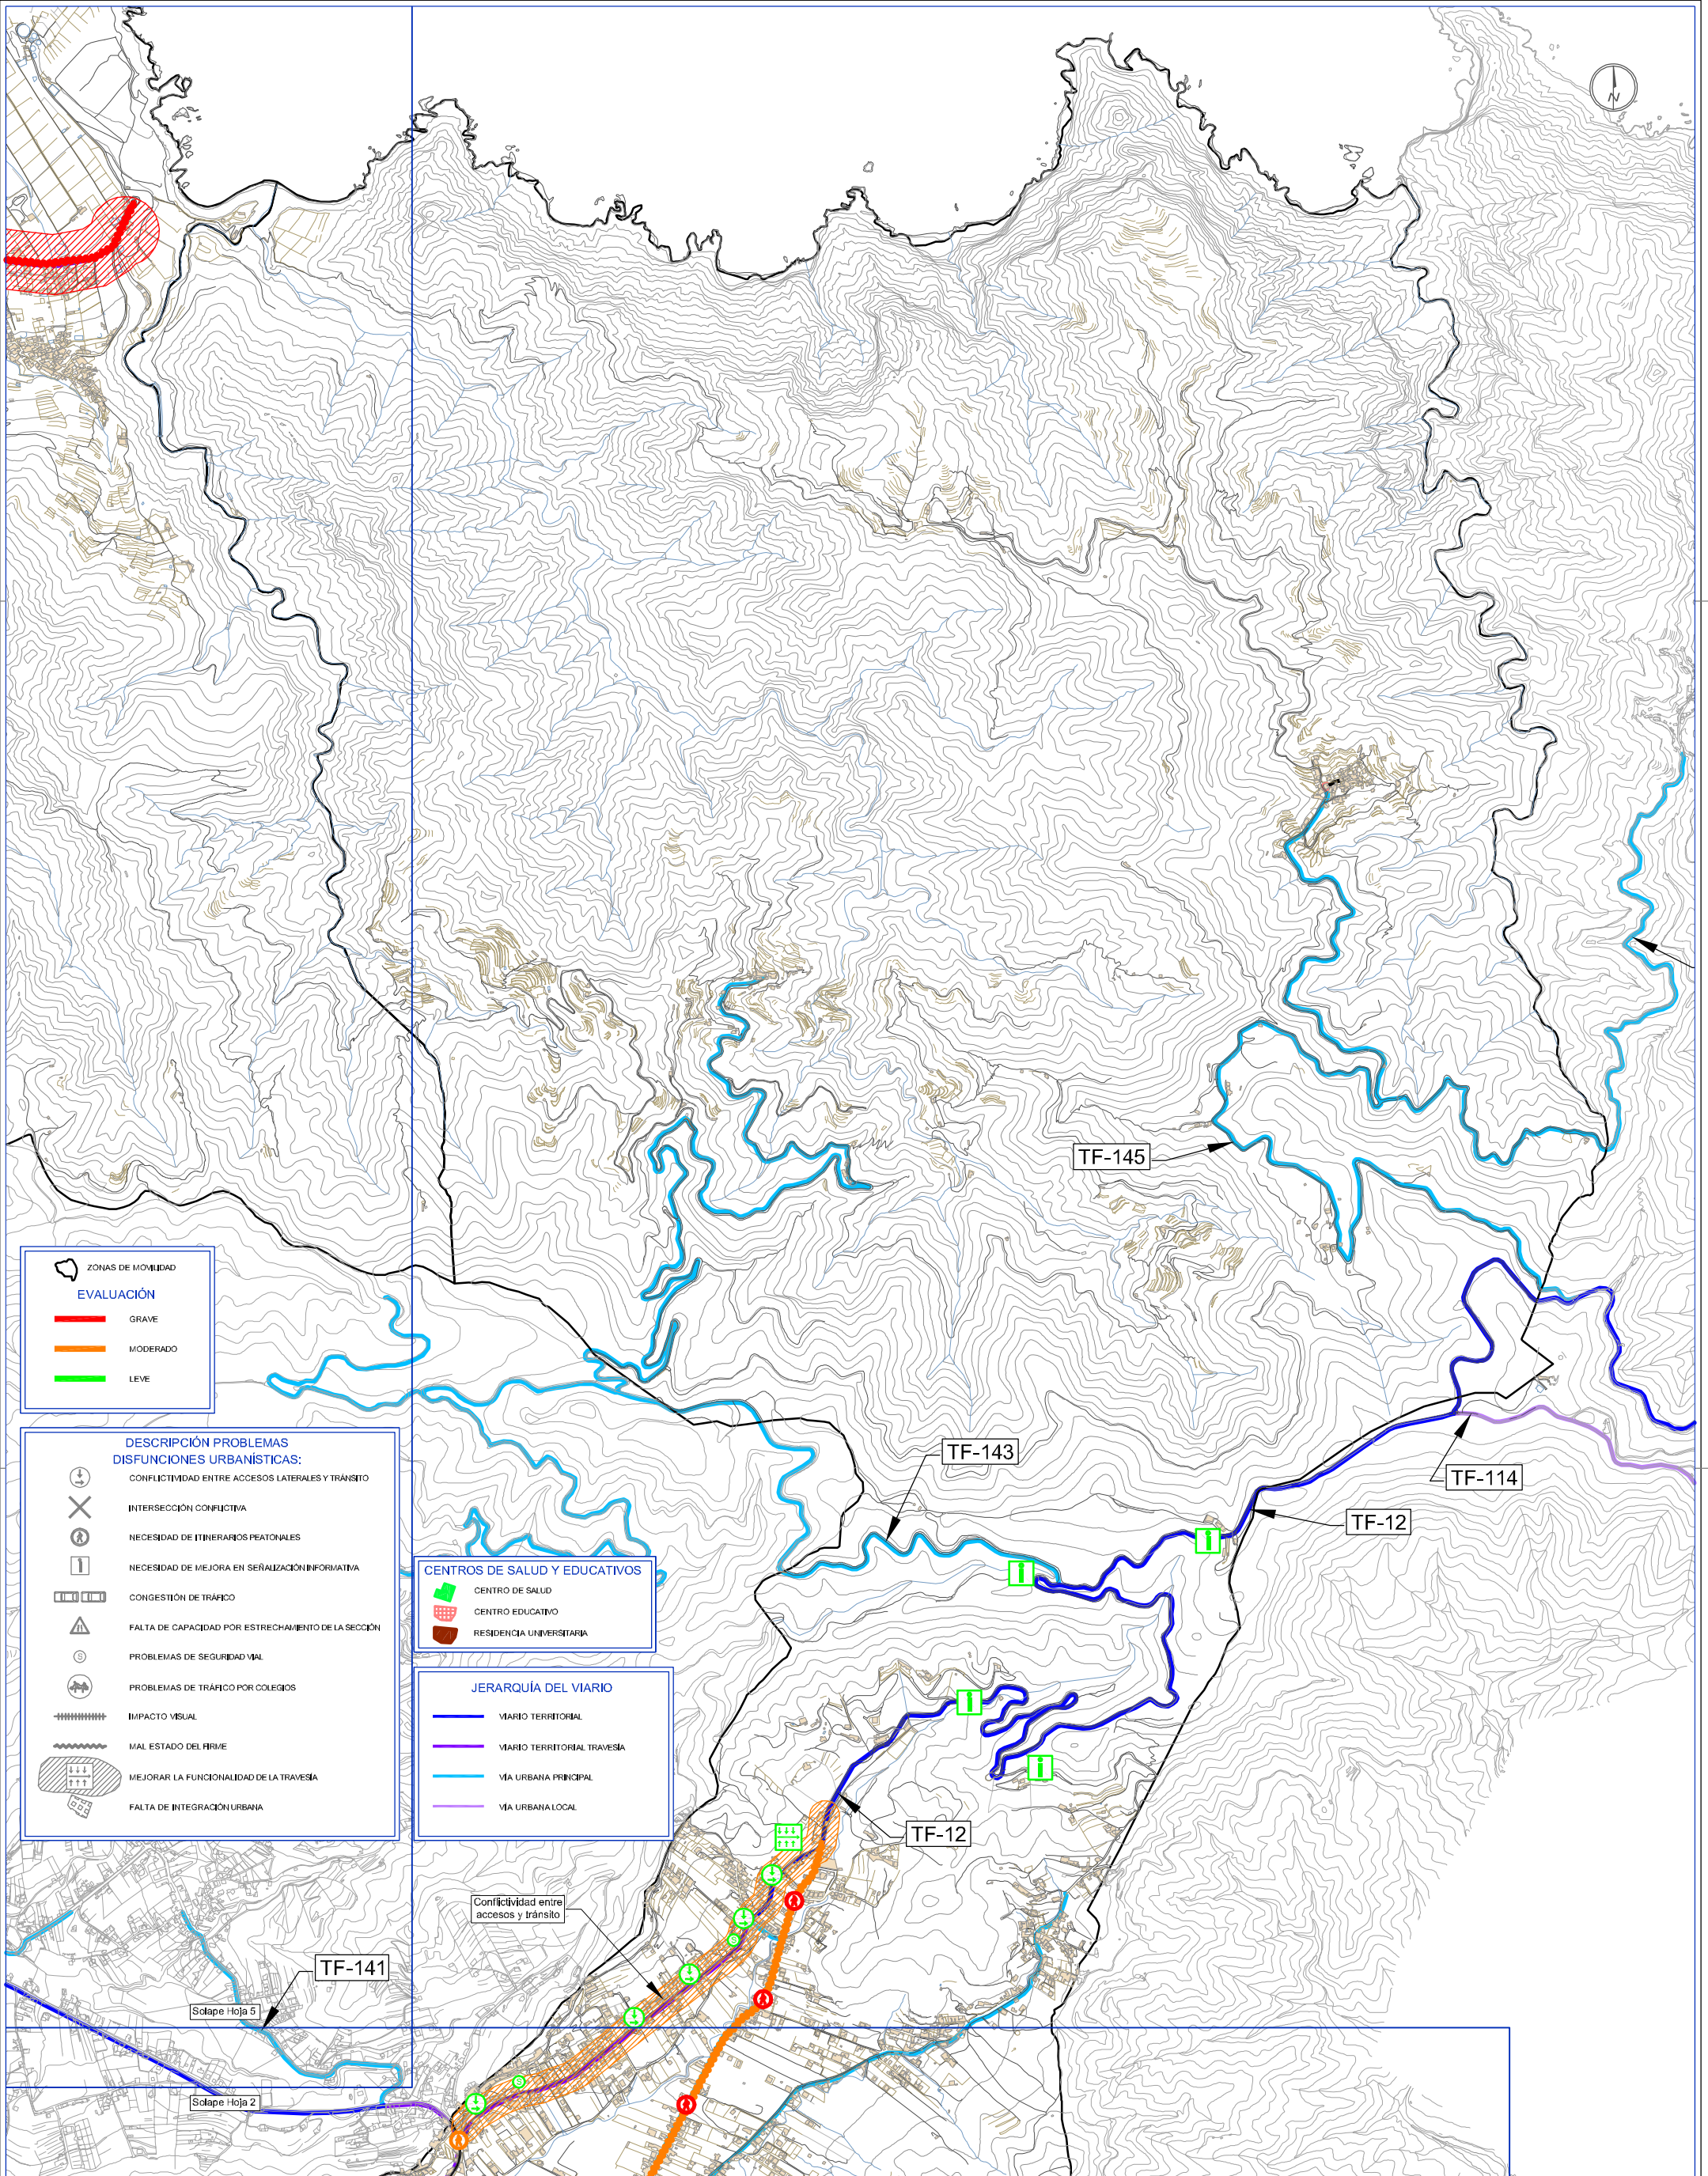 N
TF-145
TF-143
TF-114
TF-12
TF-12
TF-141
Conflictividad entre
accesos y tránsito
Solape Hoja 5
Solape Hoja 2
ZONAS DE MOVILIDAD
EVALUACIÓN
GRAVE
MODERADO
LEVE
DESCRIPCIÓN PROBLEMAS
DISFUNCIONES URBANÍSTICAS:
CONFLICTIVIDAD ENTRE ACCESOS LATERALES Y TRÁNSITO
INTERSECCIÓN CONFLICTIVA
NECESIDAD DE ITINERARIOS PEATONALES
NECESIDAD DE MEJORA EN SEÑALIZACIÓN INFORMATIVA
CONGESTIÓN DE TRÁFICO
FALTA DE CAPACIDAD POR ESTRECHAMIENTO DE LA SECCIÓN
S PROBLEMAS DE SEGURIDAD VIAL
PROBLEMAS DE TRÁFICO POR COLEGIOS
IMPACTO VISUAL
MAL ESTADO DEL FIRME
MEJORAR LA FUNCIONALIDAD DE LA TRAVESÍA
FALTA DE INTEGRACIÓN URBANA
CENTROS DE SALUD Y EDUCATIVOS
CENTRO DE SALUD
CENTRO EDUCATIVO
RESIDENCIA UNIVERSITARIA
JERARQUÍA DEL VIARIO
VIARIO TERRITORIAL
VIARIO TERRITORIAL TRAVESÍA
VÍA URBANA PRINCIPAL
VÍA URBANA LOCAL